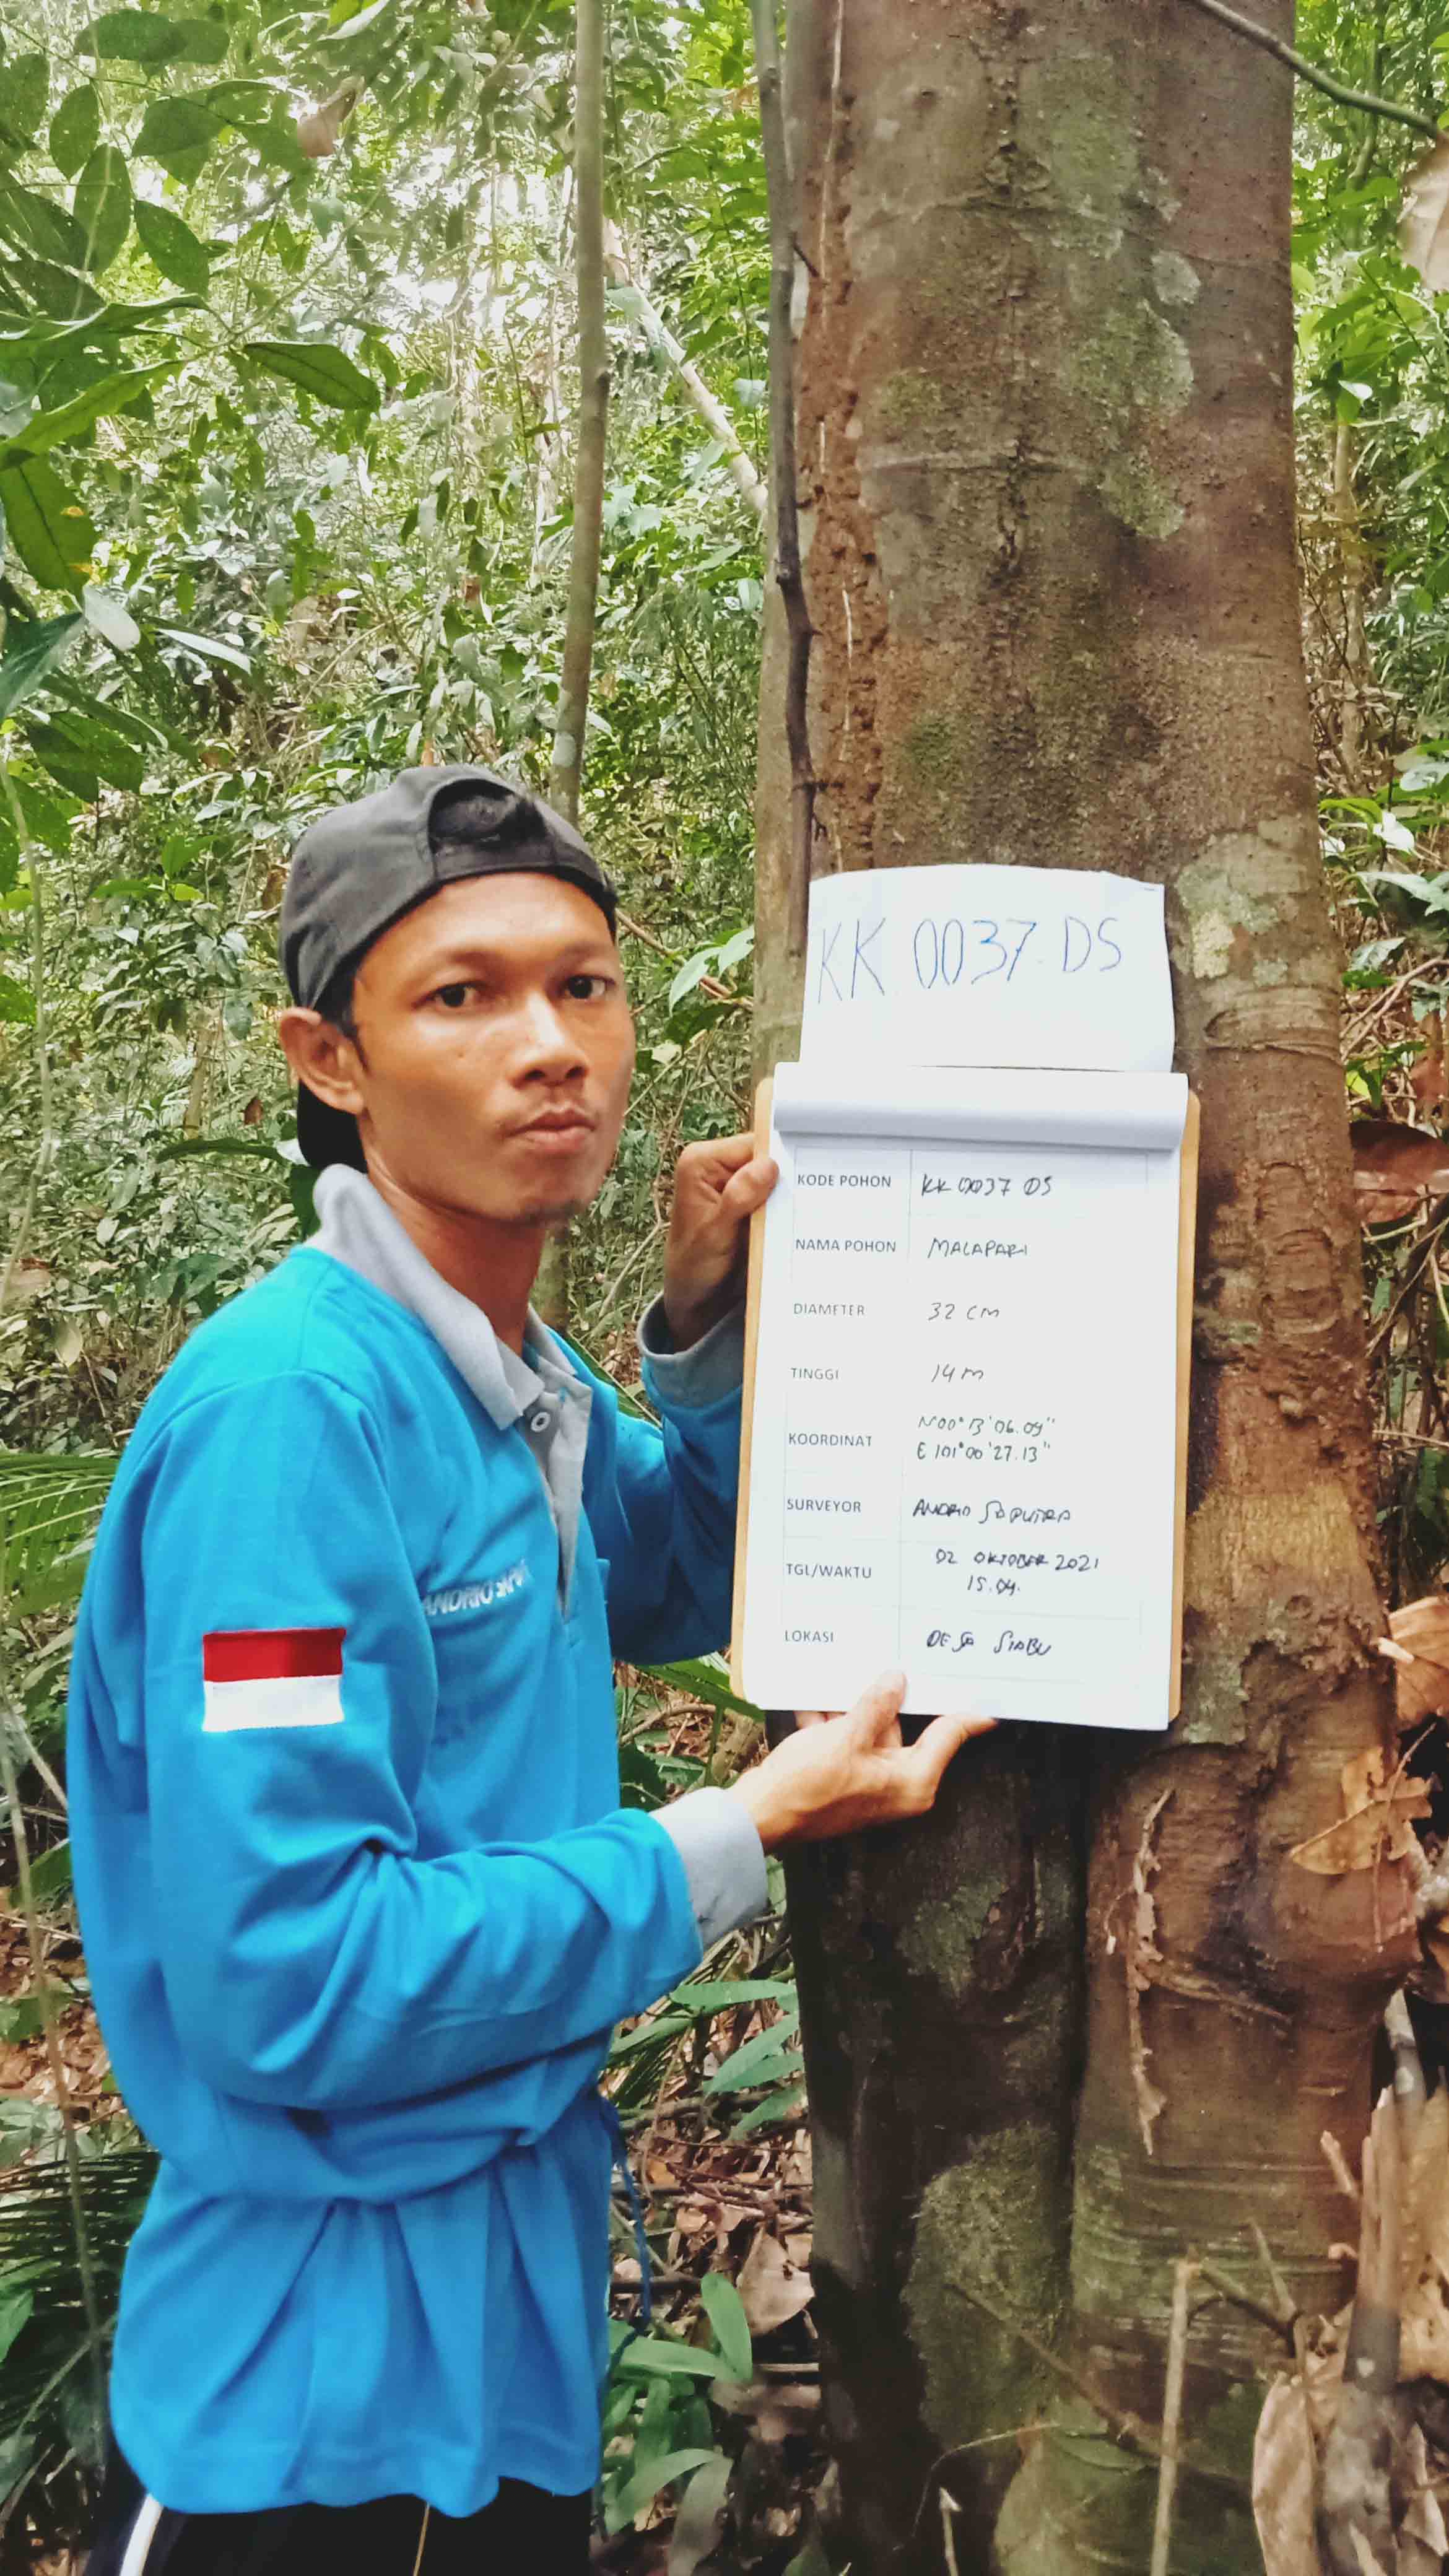 KK 0037 DS
KODE POHON KK 0037 DS
NAMA POHON MALAPARI
DIAMETER 32 CM
TINGGI 14 M
KOORDINAT N 00° 13' 06.09"
E 101° 00' 27.13"
SURVEYOR ANDRIO SAPUTRA
TGL/WAKTU 02 OKTOBER 2021
15.04.
LOKASI DESA SIABU
ANDRIO